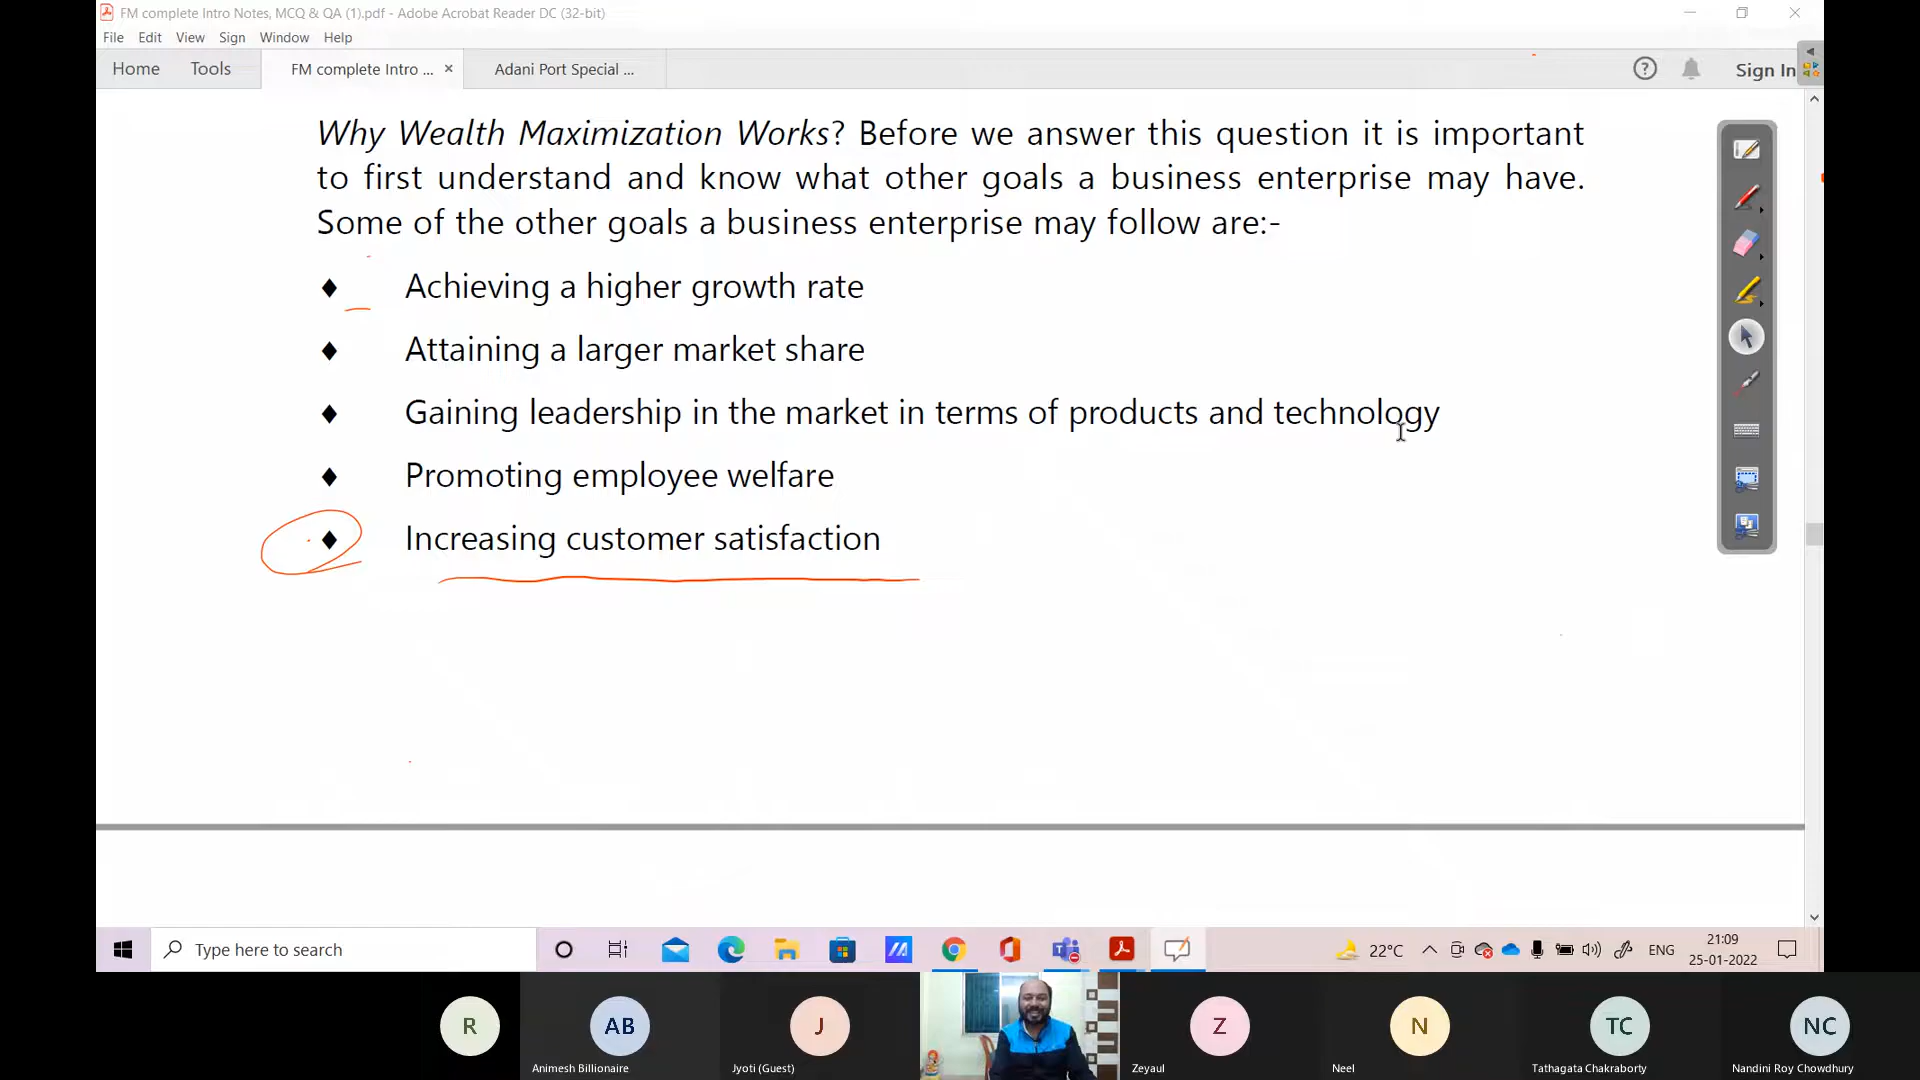 FM complete Intro Notes, MCQ & QA (1).pdf - Adobe Acrobat Reader DC (32-bit)
File Edit View Sign Window Help
Home Tools FM complete Intro ... × Adani Port Special ... Sign In
Why Wealth Maximization Works? Before we answer this question it is important
to first understand and know what other goals a business enterprise may have.
Some of the other goals a business enterprise may follow are:-
♦ Achieving a higher growth rate
♦ Attaining a larger market share
♦ Gaining leadership in the market in terms of products and technology
♦ Promoting employee welfare
♦ Increasing customer satisfaction
Type here to search
22°C ENG 21:09
25-01-2022
R AB J Z N TC NC
Animesh Billionaire Jyoti (Guest) Zeyaul Neel Tathagata Chakraborty Nandini Roy Chowdhury